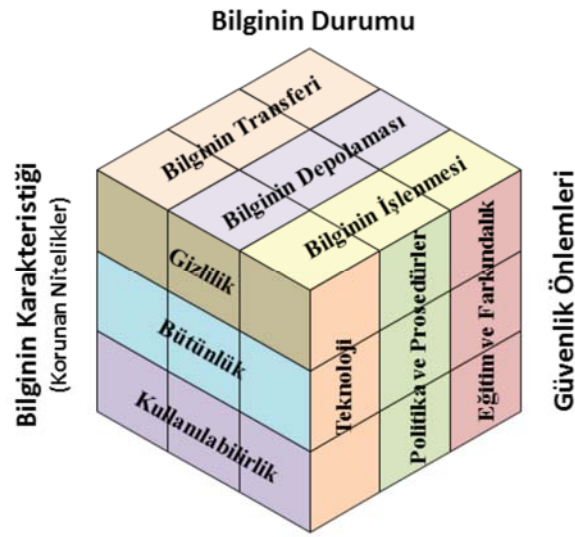 Bilginin Durumu
Bilginin Transferi
Bilginin Depolaması
Bilginin İşlenmesi
Bilginin Karakteristiği
(Korunan Nitelikler)
Gizlilik
Bütünlük
Kullanılabilirlik
Teknoloji
Politika ve Prosedürler
Eğitim ve Farkındalık
Güvenlik Önlemleri